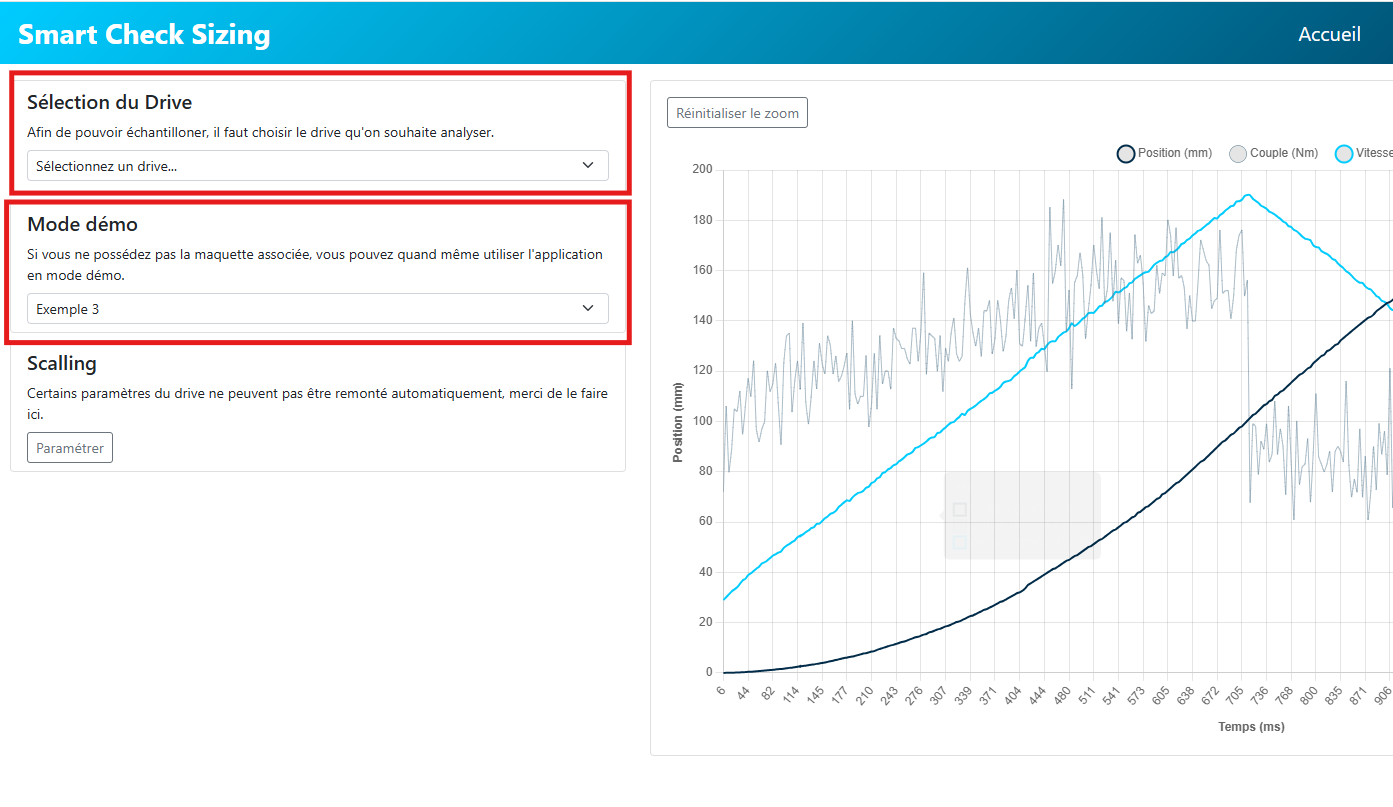 Smart Check Sizing
Accueil
Sélection du Drive
Afin de pouvoir échantilloner, il faut choisir le drive qu'on souhaite analyser.
Sélectionnez un drive...
Mode démo
Si vous ne possédez pas la maquette associée, vous pouvez quand même utiliser l'application
en mode démo.
Exemple 3
Scalling
Certains paramètres du drive ne peuvent pas être remonté automatiquement, merci de le faire
ici.
Paramétrer
Réinitialiser le zoom
Position (mm) Couple (Nm) Vitesse
Position (mm)
200
180
160
140
120
100
80
60
40
20
0
6 44 82 114 145 177 210 243 276 307 339 371 404 444 480 511 541 573 605 638 672 705 736 768 800 835 871 906
Temps (ms)